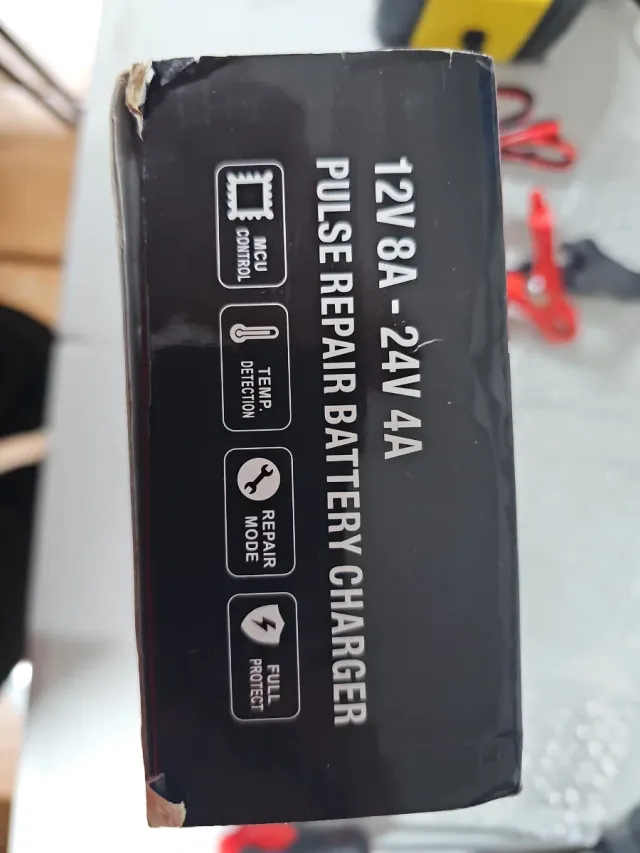 12V 8A - 24V 4A
PULSE REPAIR BATTERY CHARGER
MCU
CONTROL
TEMP.
DETECTION
REPAIR
MODE
FULL
PROTECT